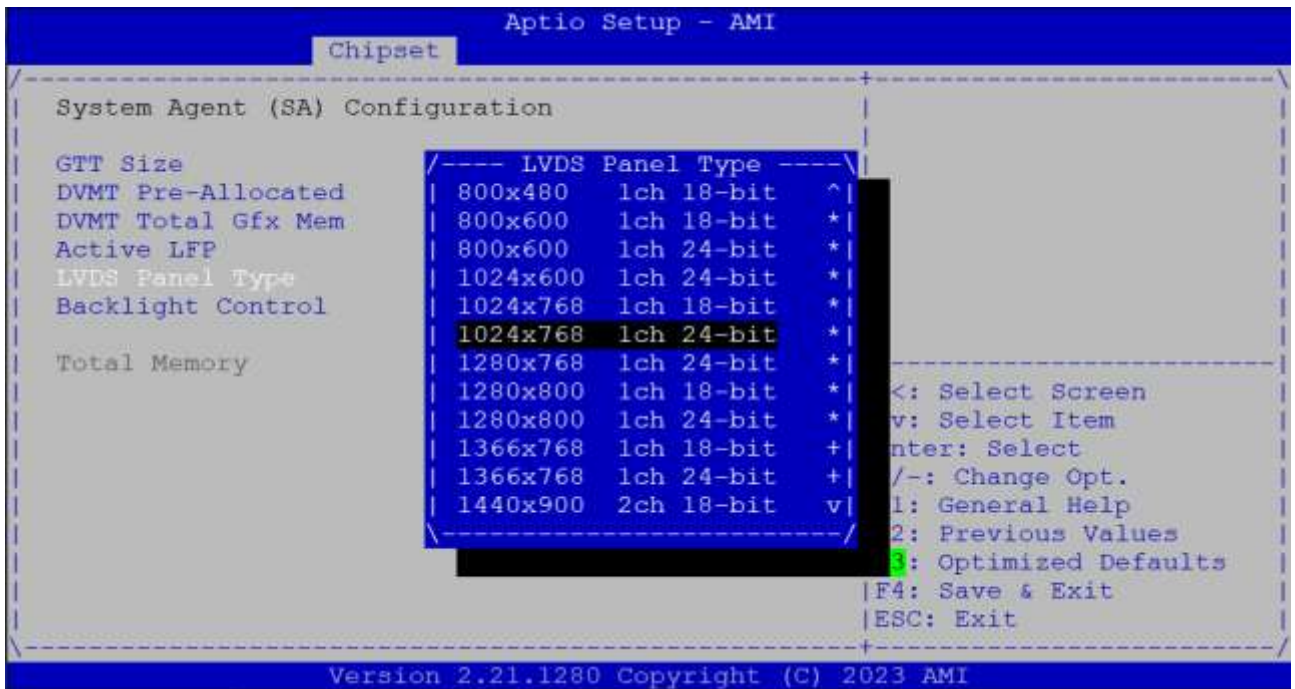 Aptio Setup - AMI
Chipset
System Agent (SA) Configuration
GTT Size
DVMT Pre-Allocated
DVMT Total Gfx Mem
Active LFP
LVDS Panel Type
Backlight Control
Total Memory
LVDS Panel Type
800x480 1ch 18-bit ^
800x600 1ch 18-bit *
800x600 1ch 24-bit *
1024x600 1ch 24-bit *
1024x768 1ch 18-bit *
1024x768 1ch 24-bit *
1280x768 1ch 24-bit *
1280x800 1ch 18-bit *
1280x800 1ch 24-bit *
1366x768 1ch 18-bit +
1366x768 1ch 24-bit +
1440x900 2ch 18-bit v
<: Select Screen
v: Select Item
nter: Select
/-: Change Opt.
1: General Help
2: Previous Values
3: Optimized Defaults
F4: Save & Exit
ESC: Exit
Version 2.21.1280 Copyright (C) 2023 AMI